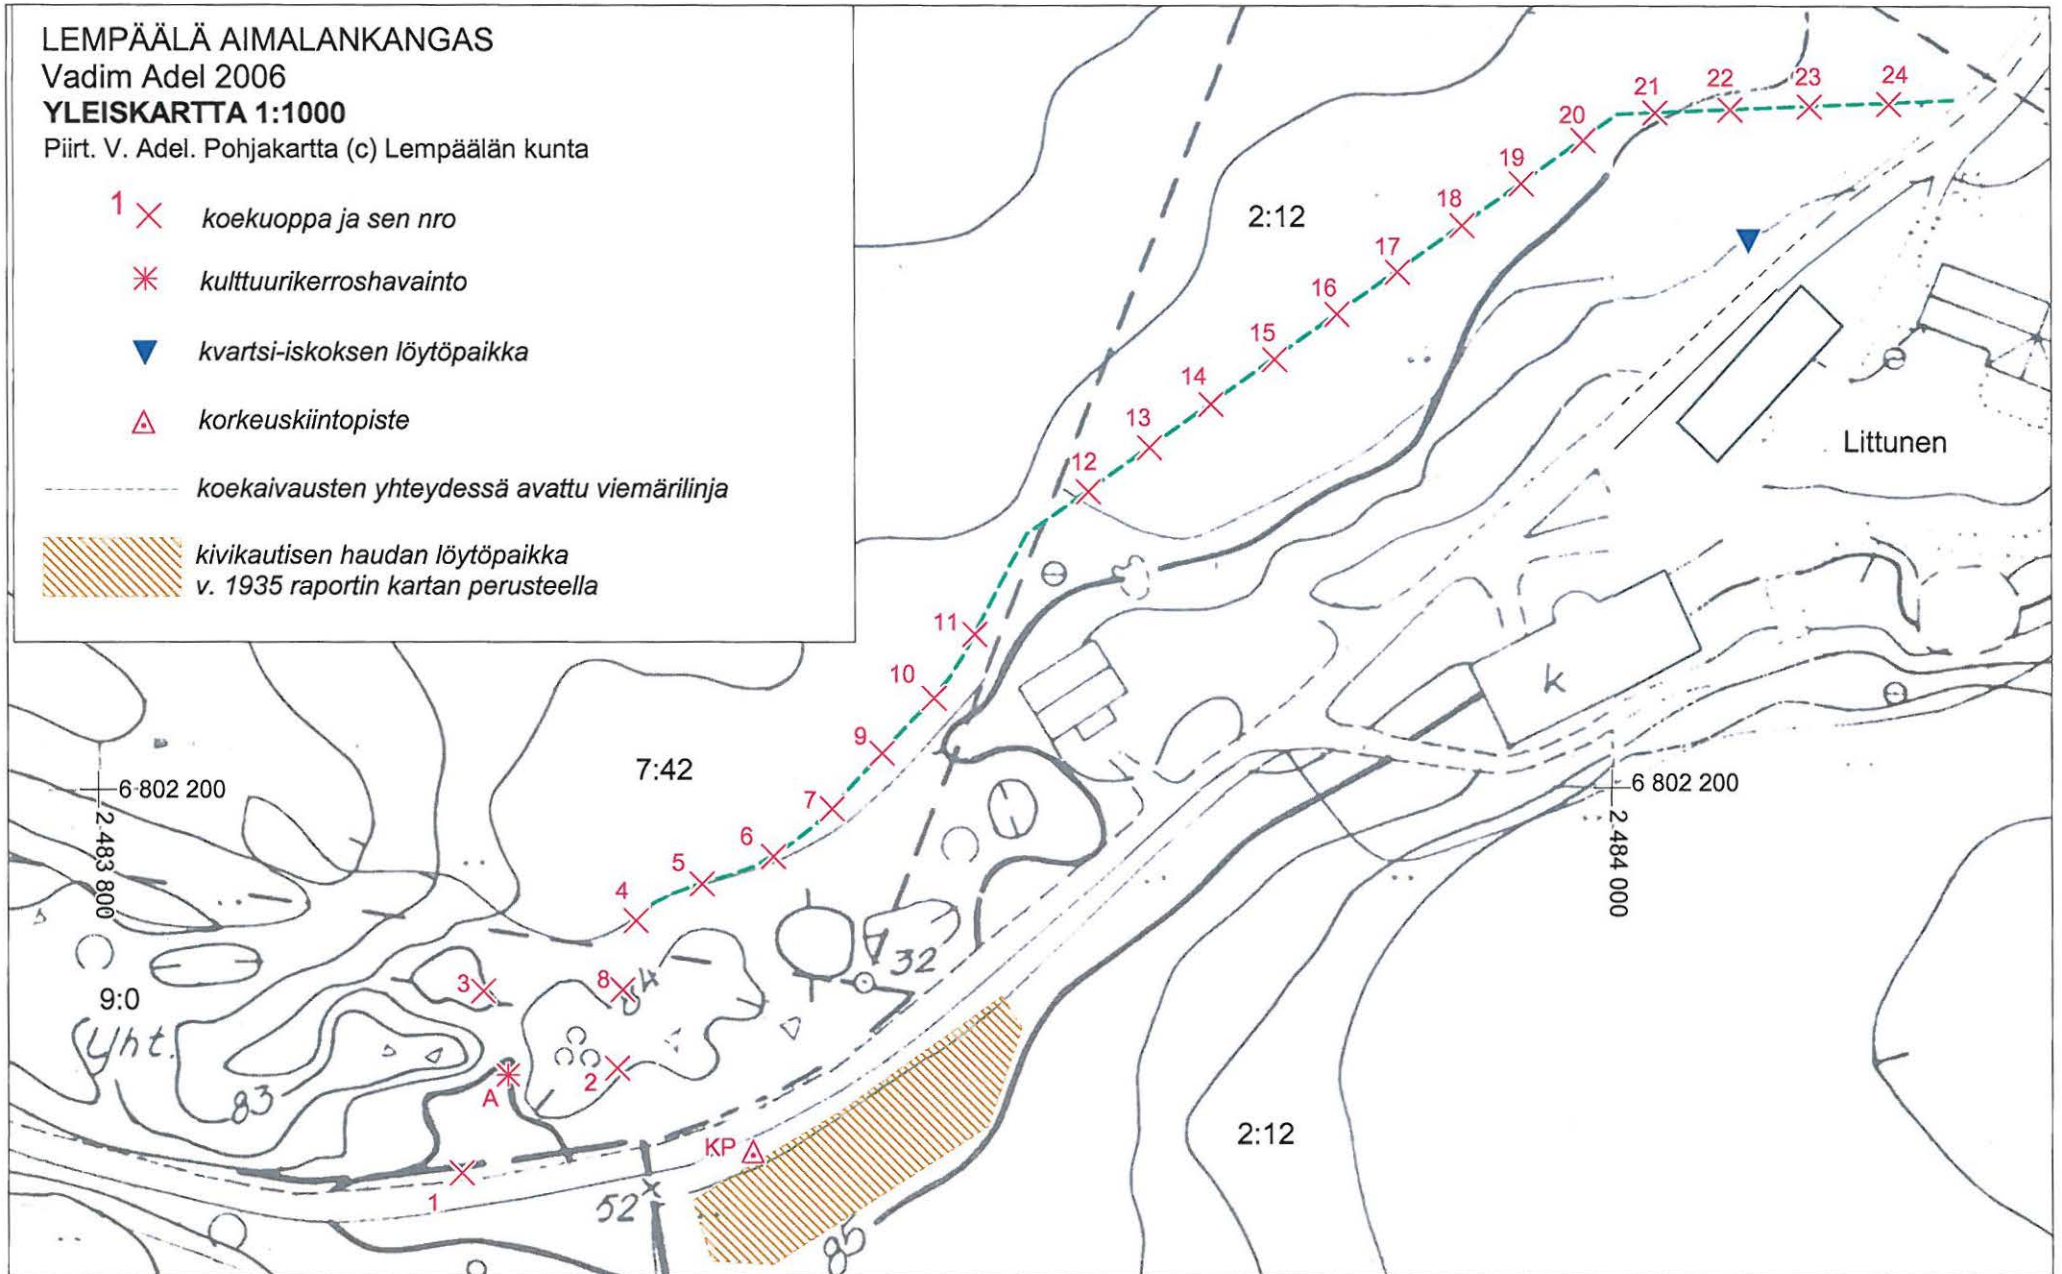 LEMPÄÄLÄ AIMALANKANGAS
Vadim Adel 2006
YLEISKARTTA 1:1000
Piirt. V. Adel. Pohjakartta (c) Lempäälän kunta
1
koekuoppa ja sen nro
kulttuurikerroshavainto
kvartsi-iskoksen löytöpaikka
korkeuskiintopiste
koekaivausten yhteydessä avattu viemärilinja
kivikautisen haudan löytöpaikka
v. 1935 raportin kartan perusteella
24
23
22
21
20
19
18
2:12
17
16
15
14
13
Littunen
12
11
10
k
9
7:42
6 802 200
6 802 200
7
2 483 800
2 484 000
6
5
4
32
3
8
9:0
Yht.
2
A
83
2:12
KP
1
52
85